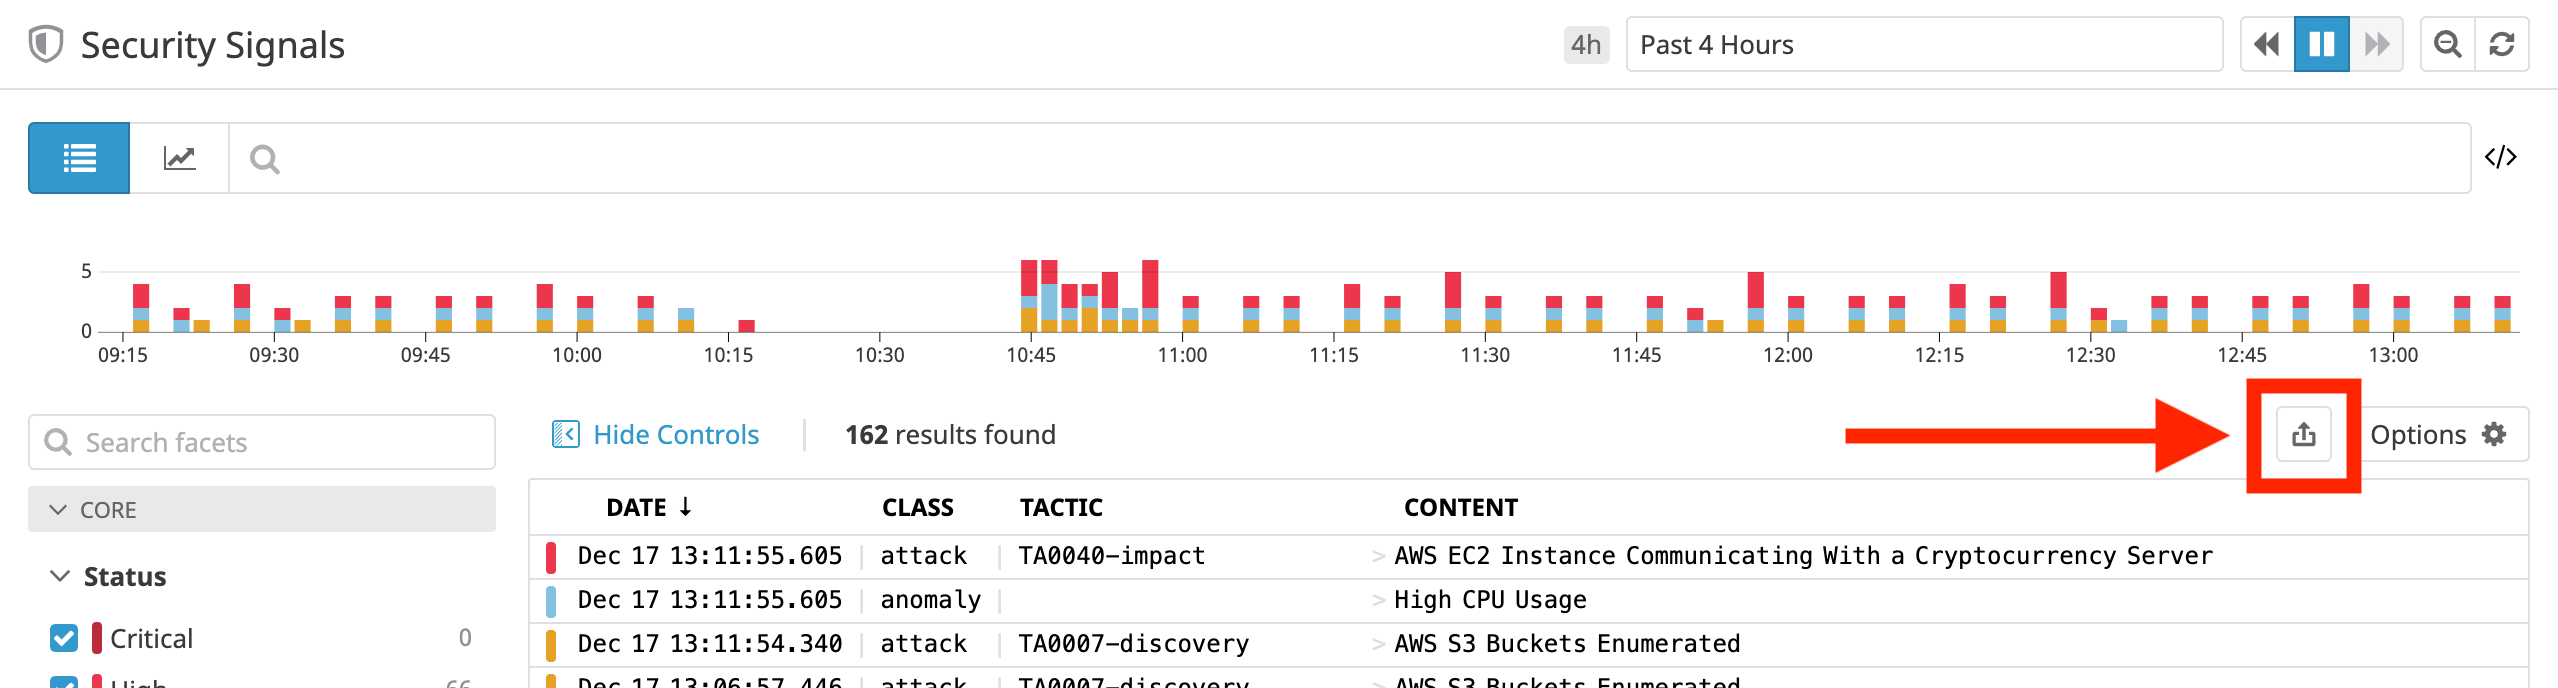 Security Signals
4h Past 4 Hours
</>
5
0
09:15 09:30 09:45 10:00 10:15 10:30 10:45 11:00 11:15 11:30 11:45 12:00 12:15 12:30 12:45 13:00
Search facets
Hide Controls 162 results found Options
CORE
Status
Critical 0
High 66
DATE ↓ CLASS TACTIC CONTENT
Dec 17 13:11:55.605 attack TA0040-impact > AWS EC2 Instance Communicating With a Cryptocurrency Server
Dec 17 13:11:55.605 anomaly > High CPU Usage
Dec 17 13:11:54.340 attack TA0007-discovery > AWS S3 Buckets Enumerated
Dec 17 13:06:57.446 attack TA0007-discovery > AWS S3 Buckets Enumerated